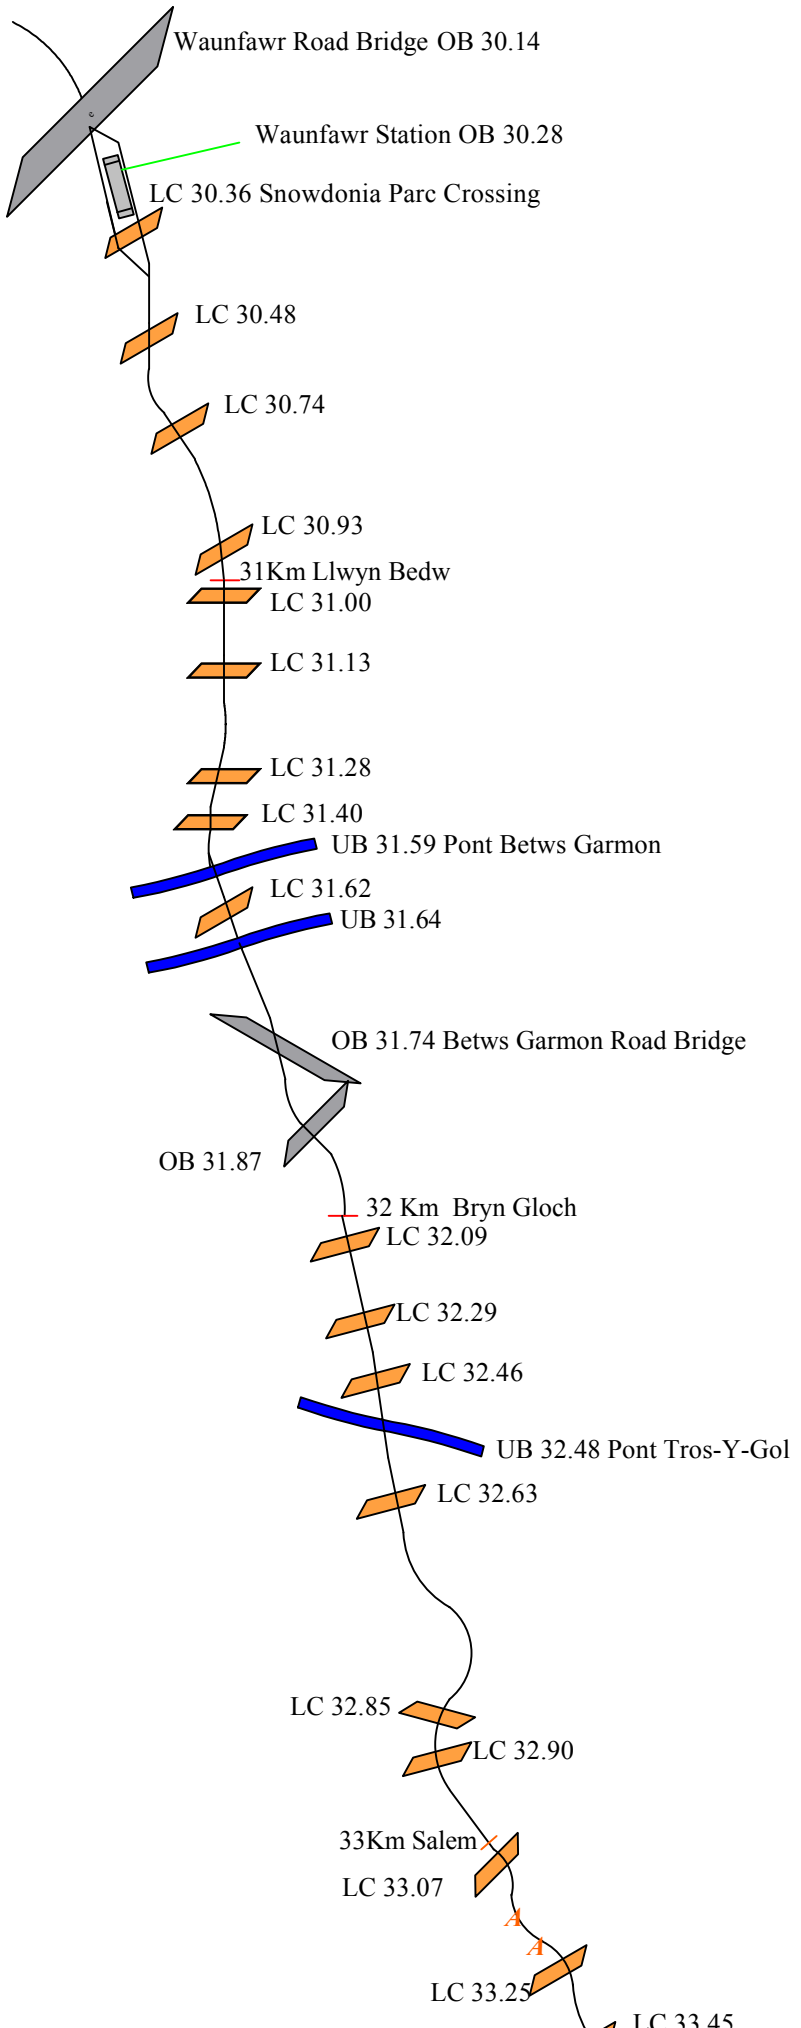 Waunfawr Road Bridge OB 30.14
Waunfawr Station OB 30.28
LC 30.36 Snowdonia Parc Crossing
LC 30.48
LC 30.74
LC 30.93
31Km Llwyn Bedw
LC 31.00
LC 31.13
LC 31.28
LC 31.40
UB 31.59 Pont Betws Garmon
LC 31.62
UB 31.64
OB 31.74 Betws Garmon Road Bridge
OB 31.87
32 Km  Bryn Gloch
LC 32.09
LC 32.29
LC 32.46
UB 32.48 Pont Tros-Y-Gol
LC 32.63
LC 32.85
LC 32.90
33Km Salem
LC 33.07
A
A
LC 33.25
LC 33.45